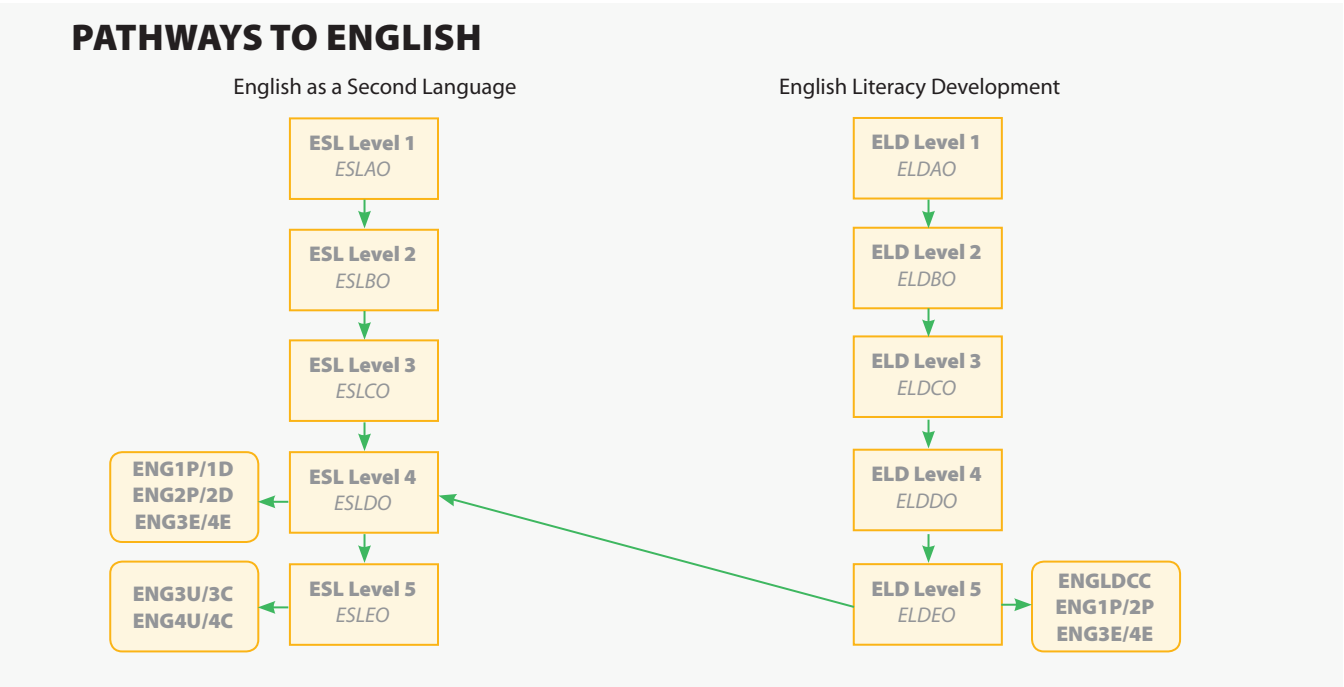 PATHWAYS TO ENGLISH
English as a Second Language
ESL Level 1
ESLAO
ESL Level 2
ESLBO
ESL Level 3
ESLCO
ESL Level 4
ESLDO
ENG1P/1D
ENG2P/2D
ENG3E/4E
ESL Level 5
ESLEO
ENG3U/3C
ENG4U/4C
English Literacy Development
ELD Level 1
ELDAO
ELD Level 2
ELDBO
ELD Level 3
ELDCO
ELD Level 4
ELDDO
ELD Level 5
ELDEO
ENGLDCC
ENG1P/2P
ENG3E/4E